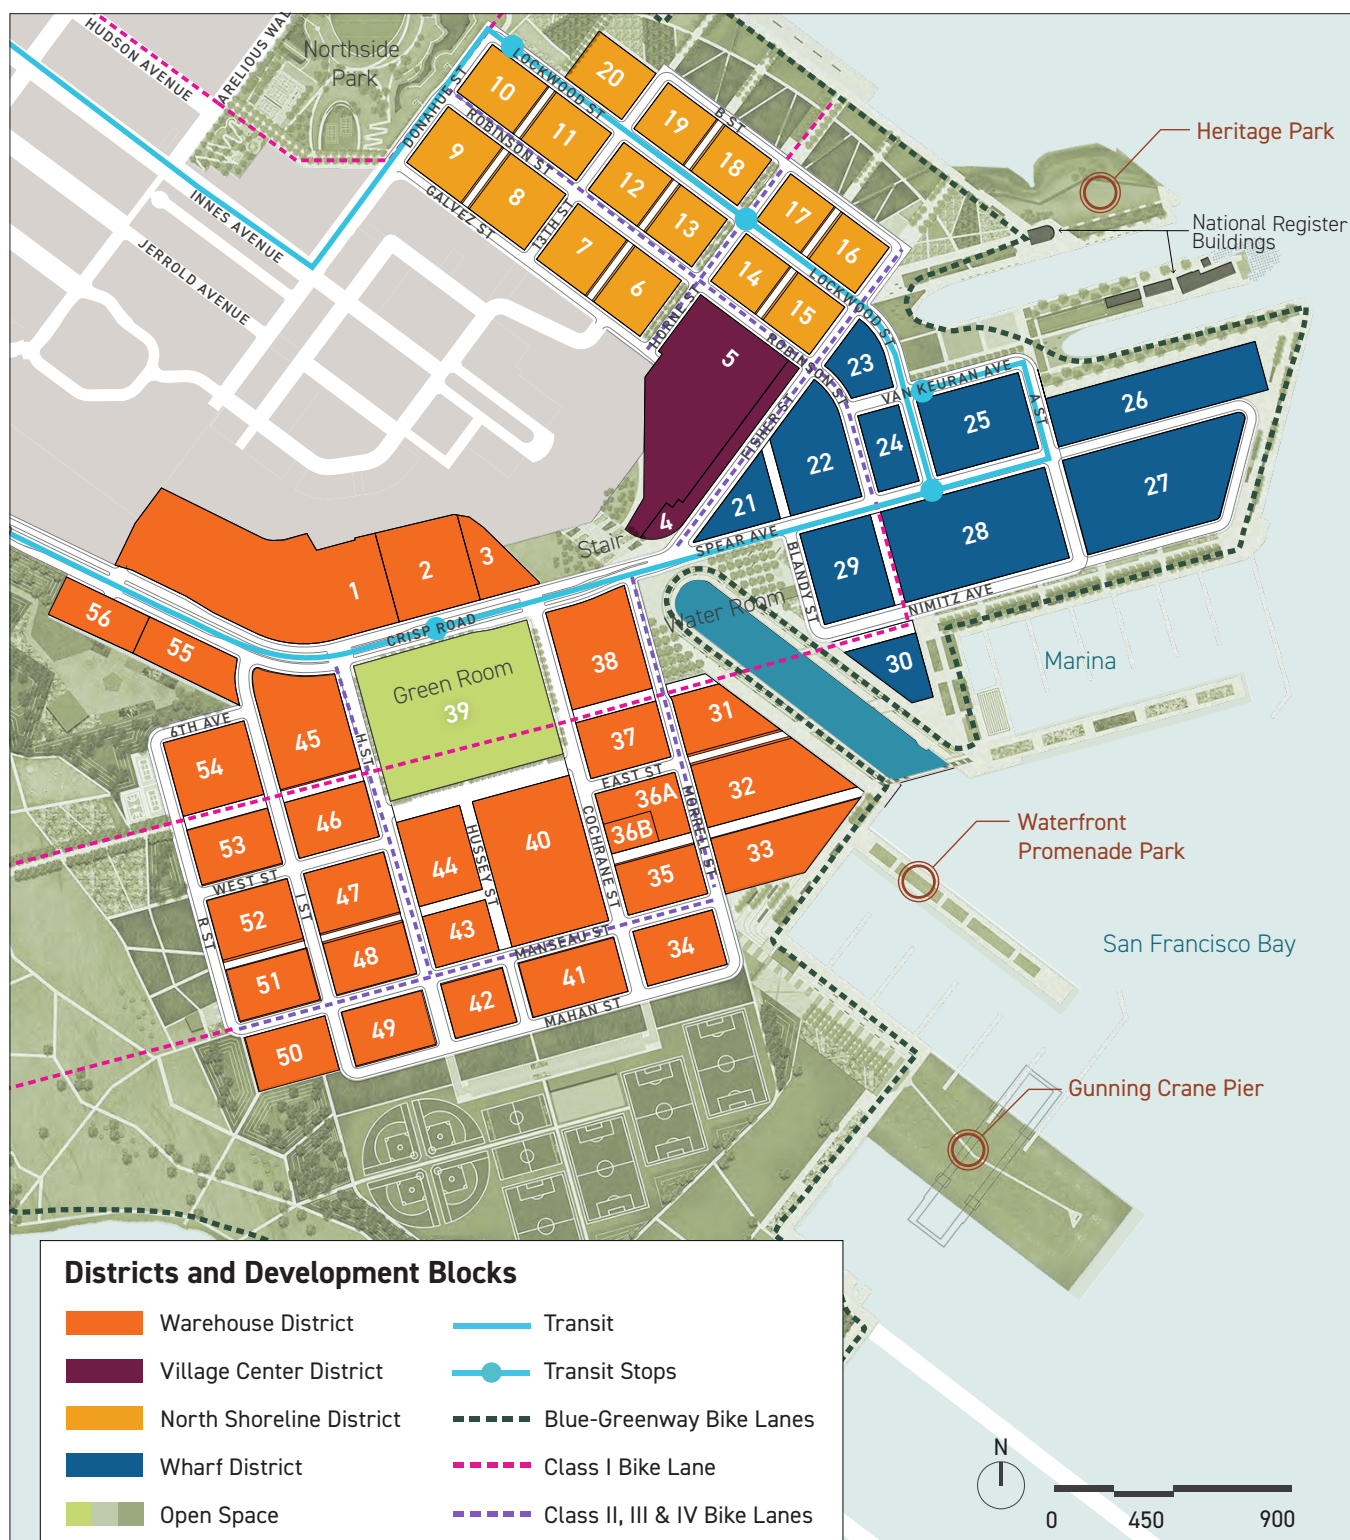 HUDSON AVENUE
ARELIOUS WAL
Northside
Park
DONAHUE ST
LOCKWOOD ST
ROBINSON ST
GALVEZ ST
13TH ST
B ST
INNES AVENUE
JERROLD AVENUE
HORNE ST
LOCKWOOD ST
ROBINSON ST
FISHER ST
VAN KEURAN AVE
A ST
SPEAR AVE
BLANDY ST
NIMITZ AVE
Heritage Park
National Register
Buildings
10
20
19
18
11
12
13
9
8
7
6
17
16
14
15
5
4
23
22
21
24
25
26
27
28
29
30
Stair
Water Room
Marina
1
2
3
CRISP ROAD
56
55
Green Room
39
38
37
31
32
33
36A
36B
35
34
40
41
42
43
44
45
46
47
48
49
50
51
52
53
54
6TH AVE
H ST
EAST ST
COCHRANE ST
MORRELL ST
HUSSEY ST
WEST ST
I ST
R ST
MANSEAU ST
MAHAN ST
Waterfront
Promenade Park
San Francisco Bay
Gunning Crane Pier
Districts and Development Blocks
Warehouse District
Village Center District
North Shoreline District
Wharf District
Open Space
Transit
Transit Stops
Blue-Greenway Bike Lanes
Class I Bike Lane
Class II, III & IV Bike Lanes
N
0 450 900